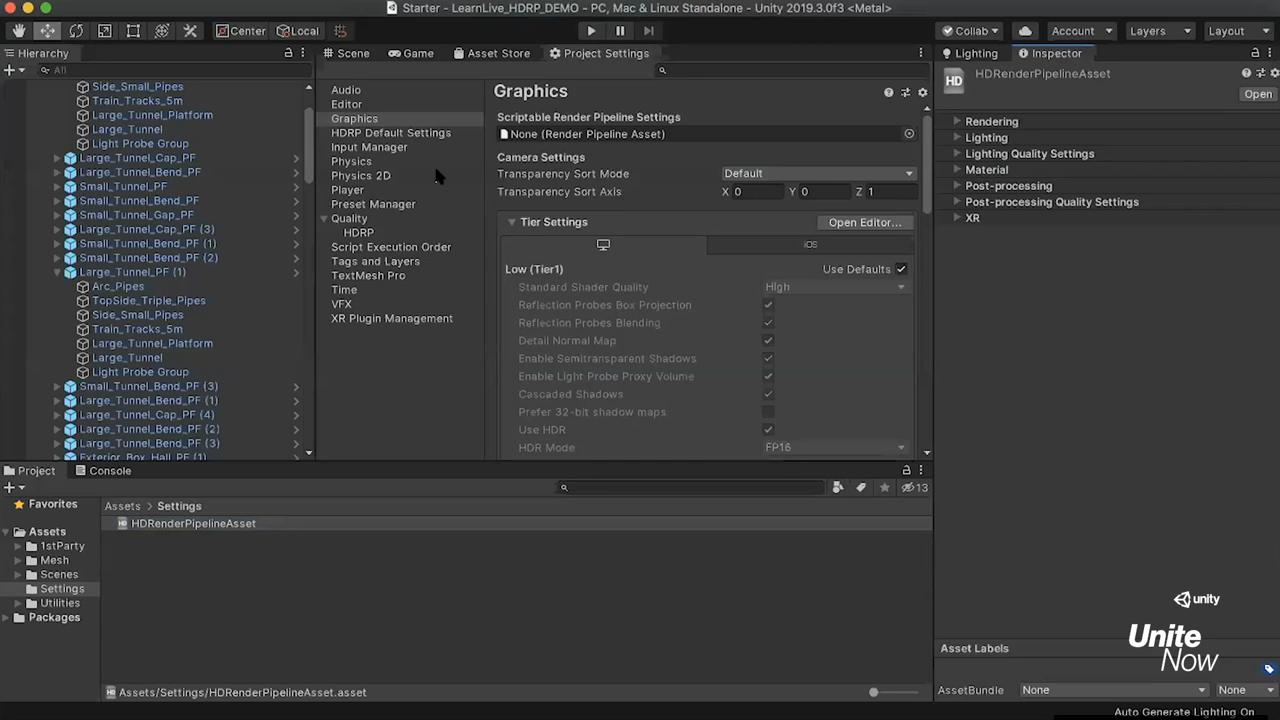 Starter - LearnLive_HDRP_DEMO - PC, Mac & Linux Standalone - Unity 2019.3.0f3 <Metal>
Center Local Collab Account Layers Layout
Hierarchy
All
Side_Small_Pipes
Train_Tracks_5m
Large_Tunnel_Platform
Large_Tunnel
Light Probe Group
Large_Tunnel_Cap_PF
Large_Tunnel_Bend_PF
Small_Tunnel_PF
Small_Tunnel_Bend_PF
Small_Tunnel_Gap_PF
Large_Tunnel_Cap_PF (3)
Small_Tunnel_Bend_PF (1)
Small_Tunnel_Bend_PF (2)
Large_Tunnel_PF (1)
Arc_Pipes
TopSide_Triple_Pipes
Side_Small_Pipes
Train_Tracks_5m
Large_Tunnel_Platform
Large_Tunnel
Light Probe Group
Small_Tunnel_Bend_PF (3)
Large_Tunnel_Bend_PF (1)
Large_Tunnel_Cap_PF (4)
Large_Tunnel_Bend_PF (2)
Large_Tunnel_Bend_PF (3)
Exterior_Box_Hall_PF (1)
Scene Game Asset Store Project Settings
Audio
Editor
Graphics
HDRP Default Settings
Input Manager
Physics
Physics 2D
Player
Preset Manager
Quality
HDRP
Script Execution Order
Tags and Layers
TextMesh Pro
Time
VFX
XR Plugin Management
Graphics
Scriptable Render Pipeline Settings
None (Render Pipeline Asset)
Camera Settings
Transparency Sort Mode Default
Transparency Sort Axis X 0 Y 0 Z 1
Tier Settings Open Editor...
iOS
Low (Tier1) Use Defaults
Standard Shader Quality High
Reflection Probes Box Projection
Reflection Probes Blending
Detail Normal Map
Enable Semitransparent Shadows
Enable Light Probe Proxy Volume
Cascaded Shadows
Prefer 32-bit shadow maps
Use HDR
HDR Mode FP16
Lighting Inspector
HD HDRenderPipelineAsset
Open
Rendering
Lighting
Lighting Quality Settings
Material
Post-processing
Post-processing Quality Settings
XR
Project Console
13
Favorites
Assets
1stParty
Mesh
Scenes
Settings
Utilities
Packages
Assets > Settings
HDRenderPipelineAsset
Assets/Settings/HDRenderPipelineAsset.asset
unity
Unite
Now
Asset Labels
AssetBundle None None
Auto Generate Lighting On